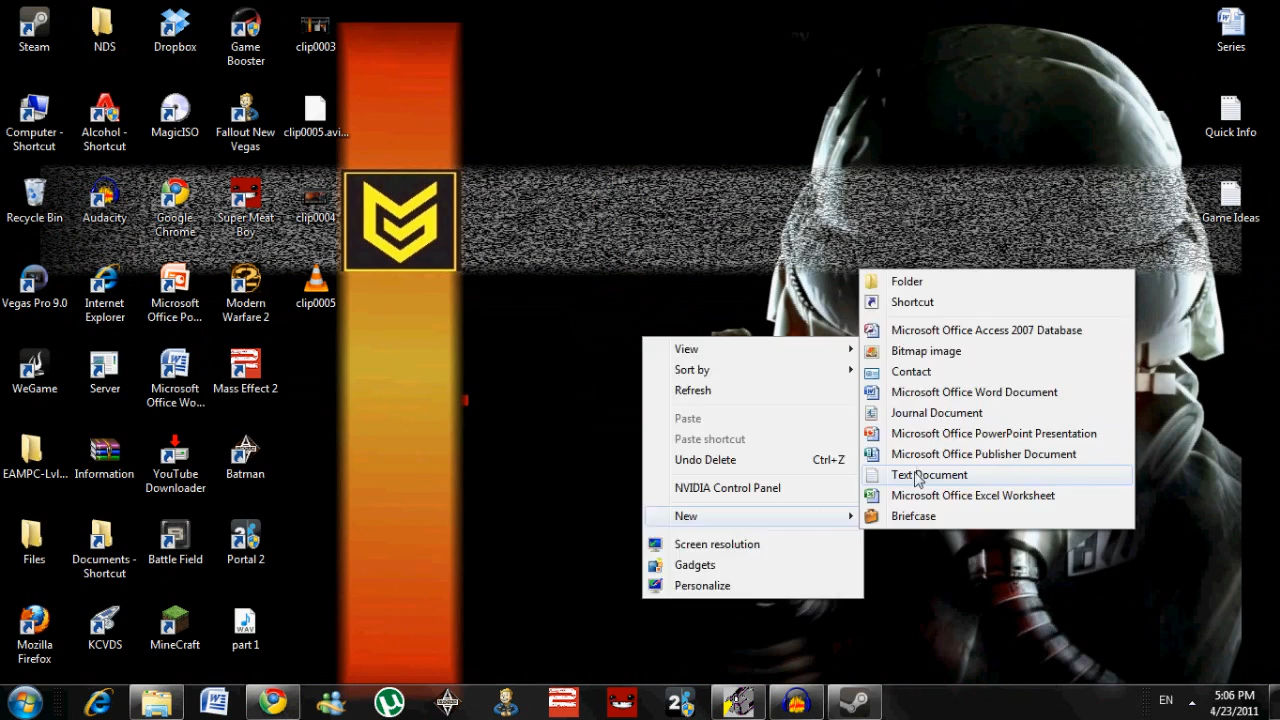 Steam
NDS
Dropbox
Game
Booster
clip0003
Series
Computer -
Shortcut
Alcohol -
Shortcut
MagicISO
Fallout New
Vegas
clip0005.avi...
Quick Info
Recycle Bin
Audacity
Google
Chrome
Super Meat
Boy
clip0004
Game Ideas
Vegas Pro 9.0
Internet
Explorer
Microsoft
Office Po...
Modern
Warfare 2
clip0005
WeGame
Server
Microsoft
Office Wo...
Mass Effect 2
EAMPC-Lvl...
Information
YouTube
Downloader
Batman
Files
Documents -
Shortcut
Battle Field
Portal 2
Mozilla
Firefox
KCVDS
MineCraft
WAV
part 1
View
Sort by
Refresh
Paste
Paste shortcut
Undo Delete Ctrl+Z
NVIDIA Control Panel
New
Screen resolution
Gadgets
Personalize
Folder
Shortcut
Microsoft Office Access 2007 Database
Bitmap image
Contact
Microsoft Office Word Document
Journal Document
Microsoft Office PowerPoint Presentation
Microsoft Office Publisher Document
Text Document
Microsoft Office Excel Worksheet
Briefcase
EN
5:06 PM
4/23/2011